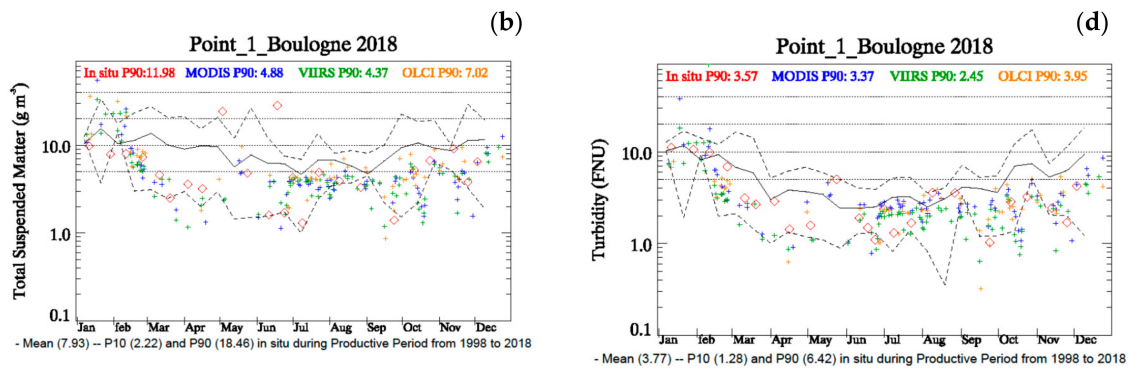 (b)
Point_1_Boulogne 2018
In situ P90:11.98 MODIS P90: 4.88 VIIRS P90: 4.37 OLCI P90: 7.02
Total Suspended Matter (g m³)
10.0
1.0
0.1
Jan feb Mar Apr May Jun Jul Aug Sep Oct Nov Dec
- Mean (7.93) -- P10 (2.22) and P90 (18.46) in situ during Productive Period from 1998 to 2018
(d)
Point_1_Boulogne 2018
In situ P90: 3.57 MODIS P90: 3.37 VIIRS P90: 2.45 OLCI P90: 3.95
Turbidity (FNU)
10.0
1.0
0.1
Jan feb Mar Apr May Jun Jul Aug Sep Oct Nov Dec
- Mean (3.77) -- P10 (1.28) and P90 (6.42) in situ during Productive Period from 1998 to 2018